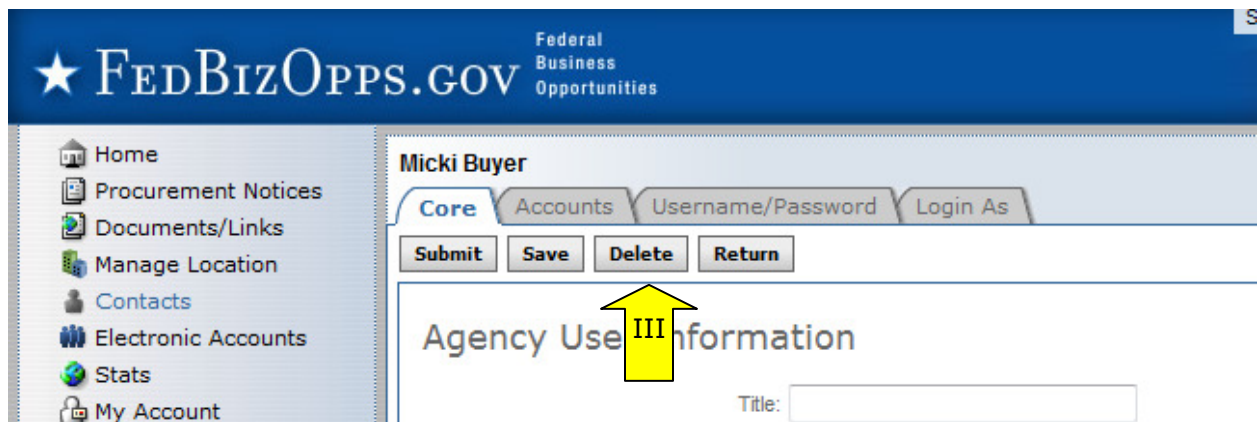 S
★ FEDBIZOPPS.GOV
Federal
Business
Opportunities
Home
Procurement Notices
Documents/Links
Manage Location
Contacts
Electronic Accounts
Stats
My Account
Micki Buyer
Core Accounts Username/Password Login As
Submit Save Delete Return
III
Agency Use nformation
Title: